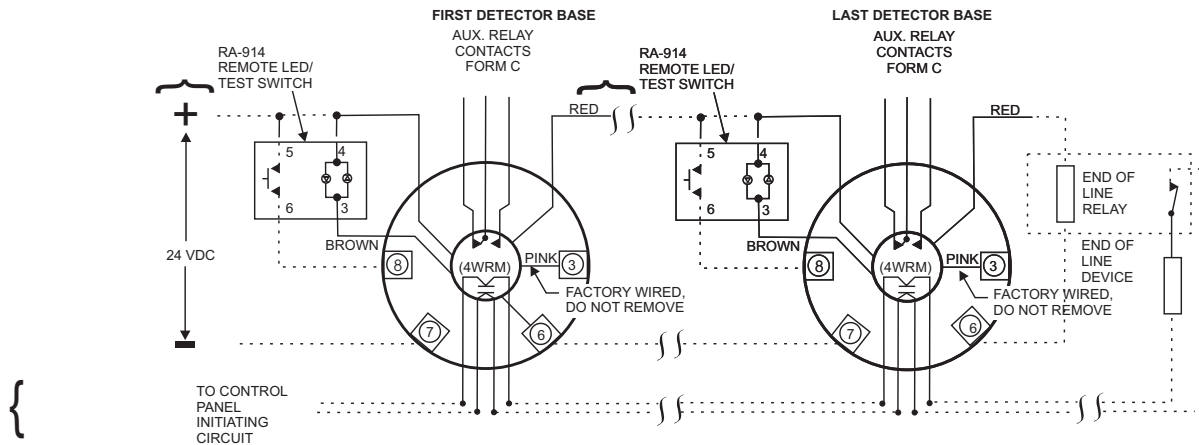 FIRST DETECTOR BASE
AUX. RELAY
CONTACTS
FORM C
RA-914
REMOTE LED/
TEST SWITCH
+
RED
5
4
6
3
BROWN
24 VDC
8
(4WRM)
PINK
3
FACTORY WIRED,
DO NOT REMOVE
7
6
LAST DETECTOR BASE
AUX. RELAY
CONTACTS
FORM C
RA-914
REMOTE LED/
TEST SWITCH
RED
5
4
6
3
BROWN
8
(4WRM)
PINK
3
FACTORY WIRED,
DO NOT REMOVE
7
6
END OF
LINE
RELAY
END OF
LINE
DEVICE
TO CONTROL
PANEL
INITIATING
CIRCUIT